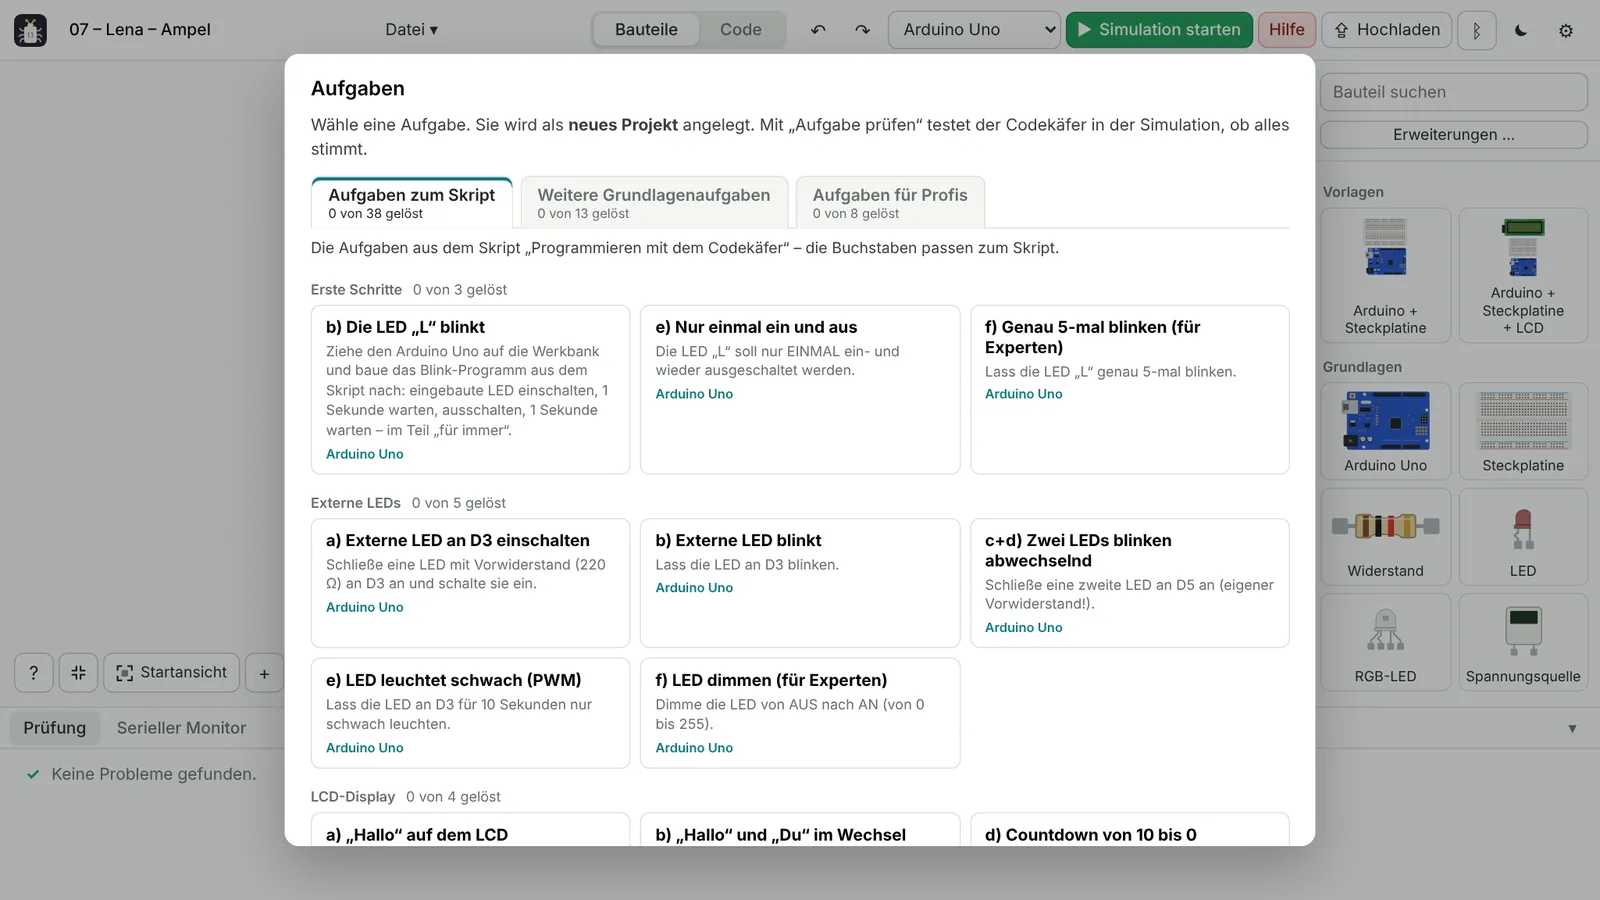 07 – Lena – Ampel
Datei ▾
Bauteile
Code
Arduino Uno
Simulation starten
Hilfe
Hochladen
Aufgaben
Wähle eine Aufgabe. Sie wird als neues Projekt angelegt. Mit „Aufgabe prüfen“ testet der Codekäfer in der Simulation, ob alles
stimmt.
Aufgaben zum Skript
0 von 38 gelöst
Weitere Grundlagenaufgaben
0 von 13 gelöst
Aufgaben für Profis
0 von 8 gelöst
Die Aufgaben aus dem Skript „Programmieren mit dem Codekäfer“ – die Buchstaben passen zum Skript.
Erste Schritte 0 von 3 gelöst
b) Die LED „L“ blinkt
Ziehe den Arduino Uno auf die Werkbank
und baue das Blink-Programm aus dem
Skript nach: eingebaute LED einschalten, 1
Sekunde warten, ausschalten, 1 Sekunde
warten – im Teil „für immer“.
Arduino Uno
e) Nur einmal ein und aus
Die LED „L“ soll nur EINMAL ein- und
wieder ausgeschaltet werden.
Arduino Uno
f) Genau 5-mal blinken (für
Experten)
Lass die LED „L“ genau 5-mal blinken.
Arduino Uno
Externe LEDs 0 von 5 gelöst
a) Externe LED an D3 einschalten
Schließe eine LED mit Vorwiderstand (220
Ω) an D3 an und schalte sie ein.
Arduino Uno
b) Externe LED blinkt
Lass die LED an D3 blinken.
Arduino Uno
c+d) Zwei LEDs blinken
abwechselnd
Schließe eine zweite LED an D5 an (eigener
Vorwiderstand!).
Arduino Uno
e) LED leuchtet schwach (PWM)
Lass die LED an D3 für 10 Sekunden nur
schwach leuchten.
Arduino Uno
f) LED dimmen (für Experten)
Dimme die LED von AUS nach AN (von 0
bis 255).
Arduino Uno
LCD-Display 0 von 4 gelöst
a) „Hallo“ auf dem LCD
b) „Hallo“ und „Du“ im Wechsel
d) Countdown von 10 bis 0
Bauteil suchen
Erweiterungen ...
Vorlagen
Arduino +
Steckplatine
Arduino +
Steckplatine
+ LCD
Grundlagen
Arduino Uno
Steckplatine
Widerstand
LED
RGB-LED
Spannungsquelle
?
Startansicht
+
Prüfung
Serieller Monitor
▾
Keine Probleme gefunden.